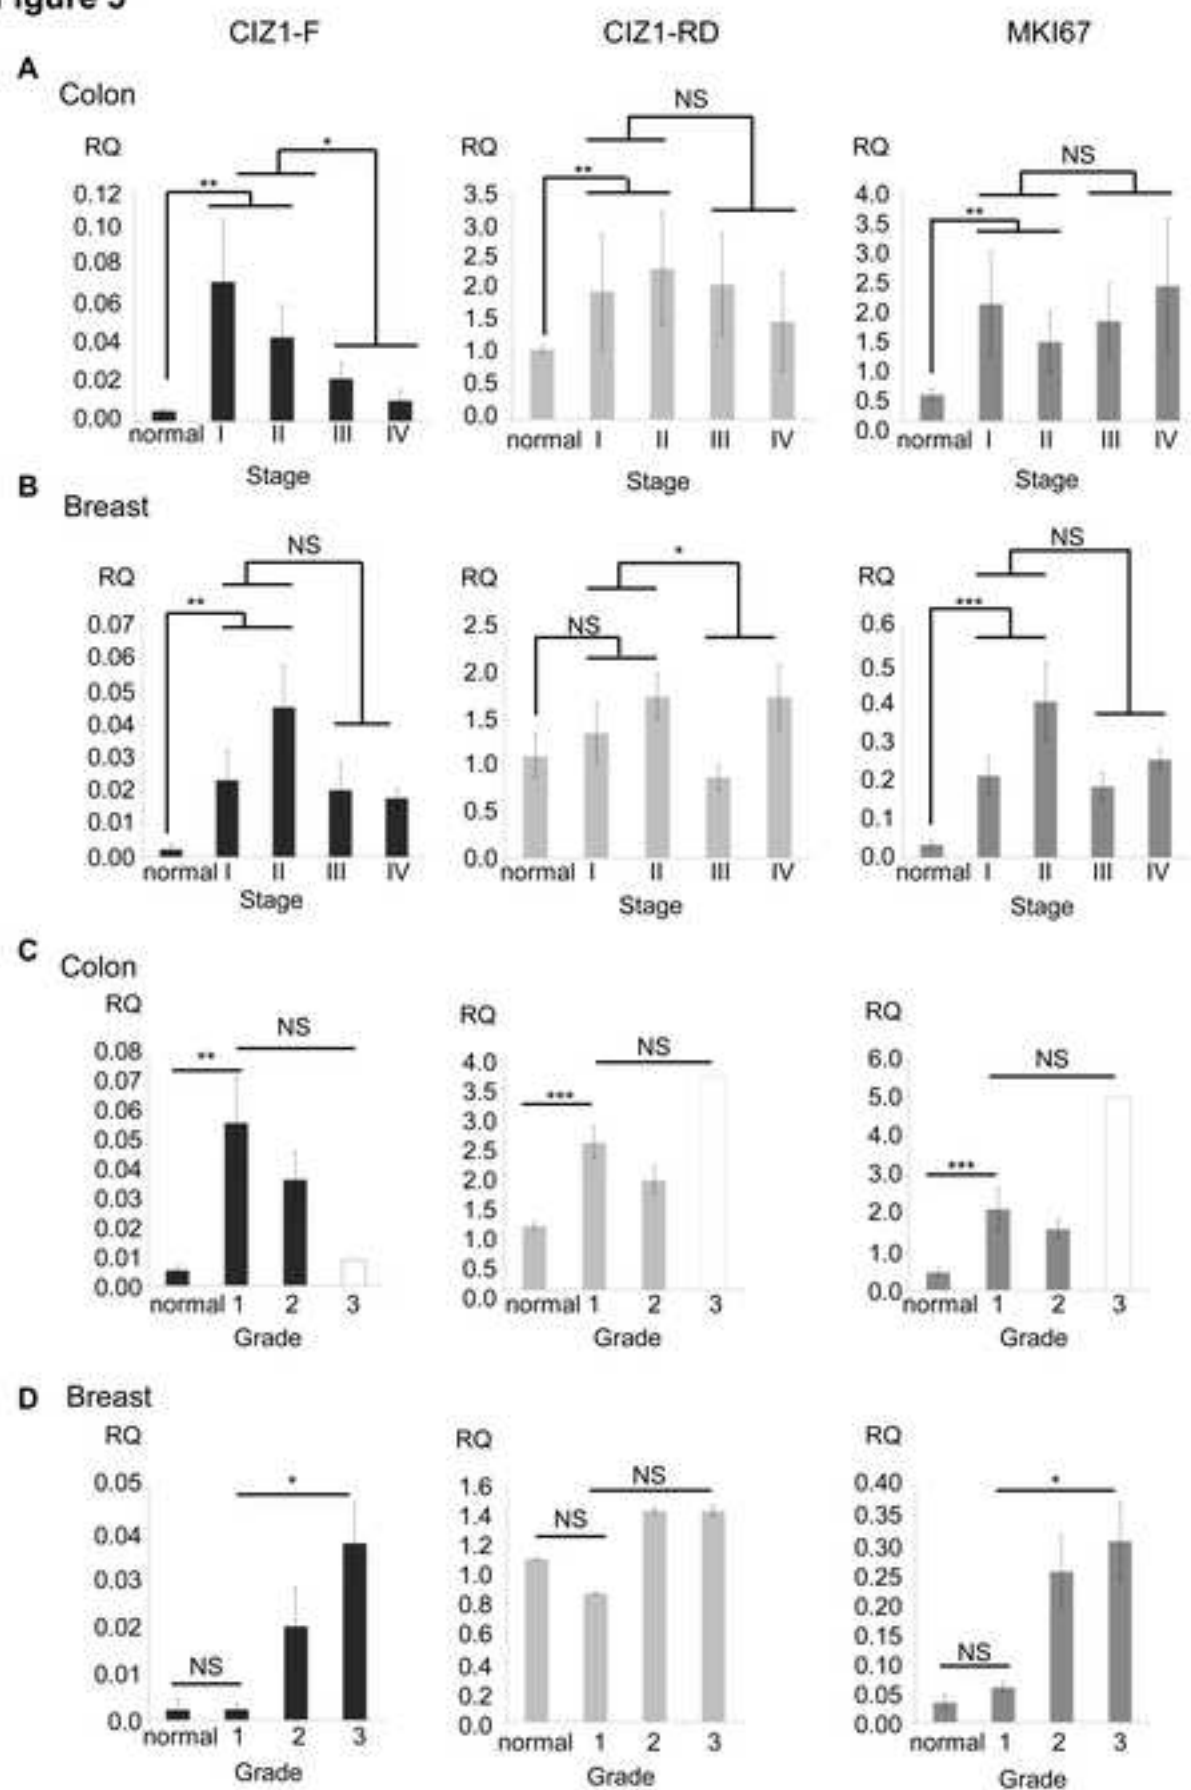 Figure 5
CIZ1-F CIZ1-RD MKI67
A
Colon
RQ
**
*
0.12
0.10
0.08
0.06
0.04
0.02
0.00
normal I II III IV
Stage
RQ
**
NS
3.5
3.0
2.5
2.0
1.5
1.0
0.5
0.0
normal I II III IV
Stage
RQ
**
NS
4.0
3.5
3.0
2.5
2.0
1.5
1.0
0.5
0.0
normal I II III IV
Stage
B
Breast
RQ
NS
**
0.07
0.06
0.05
0.04
0.03
0.02
0.01
0.00
normal I II III IV
Stage
RQ
*
NS
2.5
2.0
1.5
1.0
0.5
0.0
normal I II III IV
Stage
RQ
NS
***
0.6
0.5
0.4
0.3
0.2
0.1
0.0
normal I II III IV
Stage
C
Colon
RQ
NS
**
0.08
0.07
0.06
0.05
0.04
0.03
0.02
0.01
0.00
normal 1 2 3
Grade
RQ
NS
***
4.0
3.5
3.0
2.5
2.0
1.5
1.0
0.5
0.0
normal 1 2 3
Grade
RQ
NS
***
6.0
5.0
4.0
3.0
2.0
1.0
0.0
normal 1 2 3
Grade
D
Breast
RQ
*
NS
0.05
0.04
0.03
0.02
0.01
0.0
normal 1 2 3
Grade
RQ
NS
NS
1.6
1.4
1.2
1.0
0.8
0.6
0.4
0.2
0.0
normal 1 2 3
Grade
RQ
*
NS
0.40
0.35
0.30
0.25
0.20
0.15
0.10
0.05
0.00
normal 1 2 3
Grade